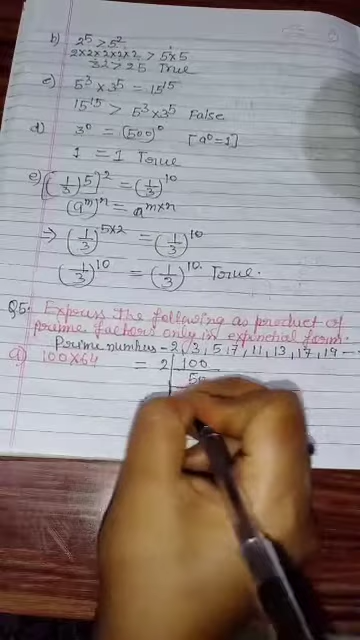 b) 2⁵ > 5²
2×2×2×2×2 > 5×5
32 > 25 True
c) 5³ × 3⁵ = 15¹⁵
15¹⁵ > 5³ × 3⁵ False
d) 3⁰ = (500)⁰ [a⁰=1]
1 = 1 True
e) [(1/3)5]² = (1/3)¹⁰
(aᵐ)ⁿ = aᵐˣⁿ
→ (1/3)⁵ˣ² = (1/3)¹⁰
(1/3)¹⁰ = (1/3)¹⁰. True.
Q5. Express the following as product of
prime factors only is expinchial form.
Prime number - 2, 3, 5, 7, 11, 13, 17, 19 --
a) 100×64 = 2 | 100
50